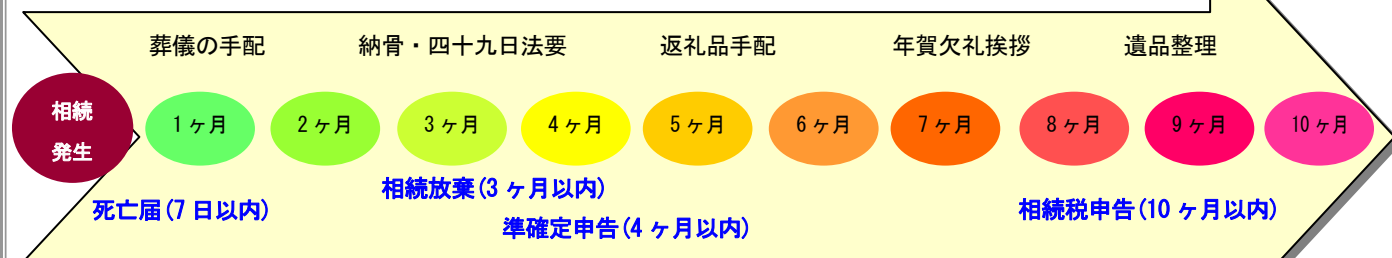 葬儀の手配 納骨・四十九日法要 返礼品手配 年賀欠礼挨拶 遺品整理
相続
発生
1ヶ月 2ヶ月 3ヶ月 4ヶ月 5ヶ月 6ヶ月 7ヶ月 8ヶ月 9ヶ月 10ヶ月
死亡届(7日以内)
相続放棄(3ヶ月以内)
準確定申告(4ヶ月以内)
相続税申告(10ヶ月以内)